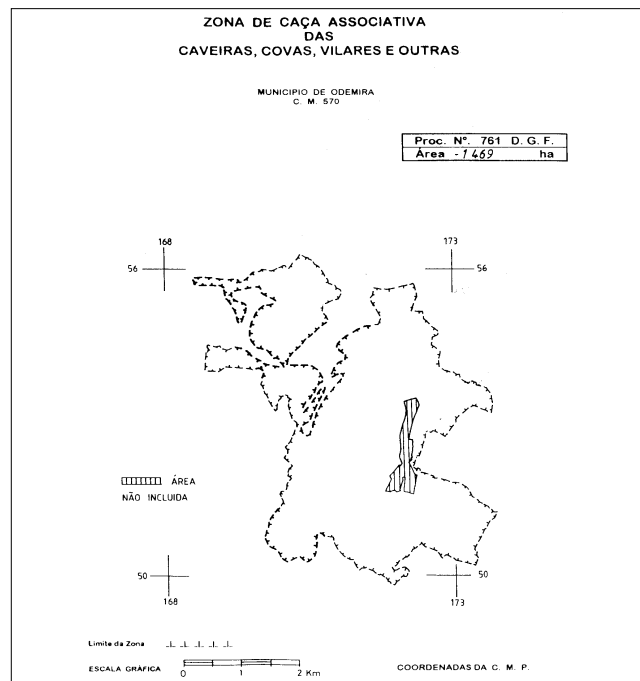 ZONA DE CAÇA ASSOCIATIVA
DAS
CAVEIRAS, COVAS, VILARES E OUTRAS
MUNICIPIO DE ODEMIRA
C. M. 570
Proc. Nº. 761 D. G. F.
Área - 1469 ha
168
173
56
56
ÁREA
NÃO INCLUIDA
50
50
168
173
Limite da Zona
ESCALA GRÁFICA
0 1 2 Km
COORDENADAS DA C. M. P.